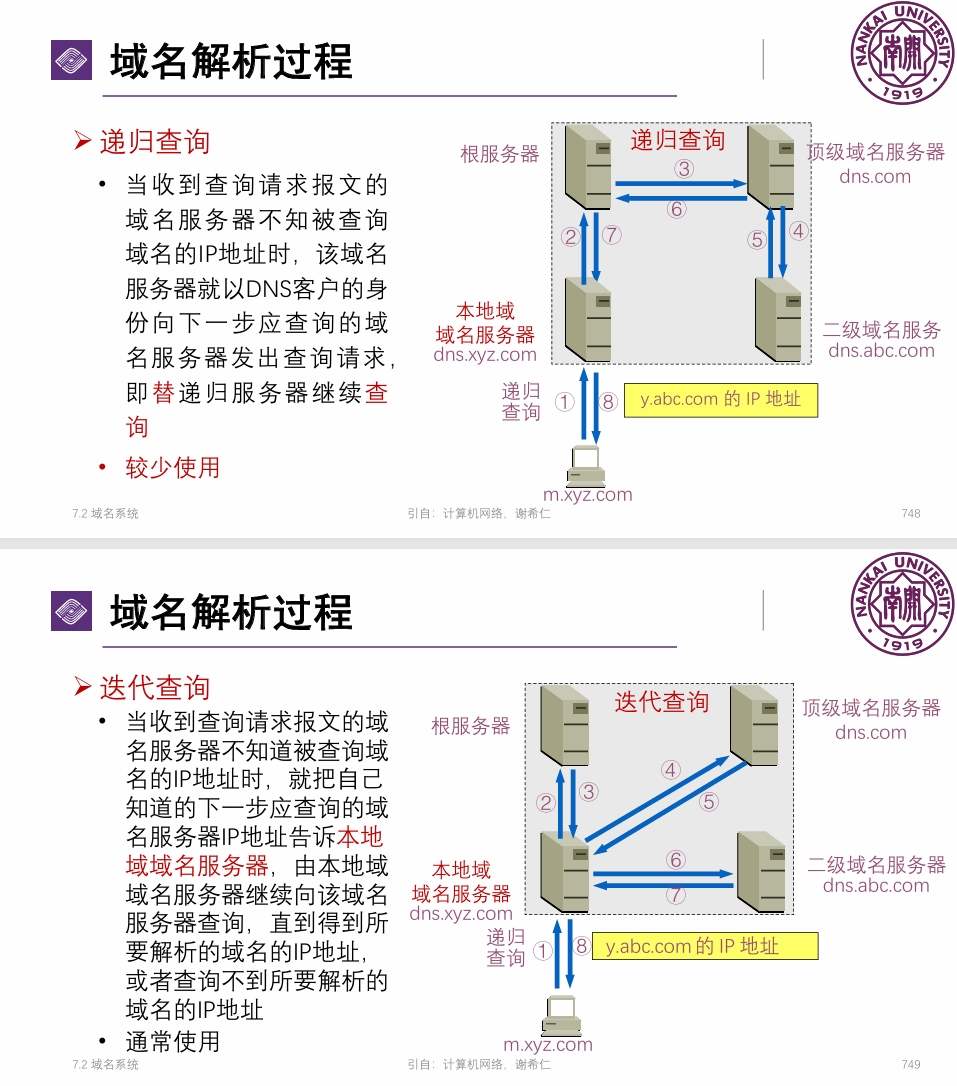 域名解析过程
NANKAI UNIVERSITY
南開
1919
递归查询
当收到查询请求报文的
域名服务器不知被查询
域名的IP地址时，该域名
服务器就以DNS客户的身
份向下一步应查询的域
名服务器发出查询请求，
即替递归服务器继续查
询
较少使用
递归查询
根服务器
顶级域名服务器
dns.com
③
⑥
②
⑦
⑤
④
本地域
域名服务器
dns.xyz.com
二级域名服务
dns.abc.com
递归
查询
①
⑧
y.abc.com 的 IP 地址
m.xyz.com
7.2 域名系统
引自：计算机网络，谢希仁
748
域名解析过程
NANKAI UNIVERSITY
南開
1919
迭代查询
当收到查询请求报文的域
名服务器不知道被查询域
名的IP地址时，就把自己
知道的下一步应查询的域
名服务器IP地址告诉本地
域域名服务器，由本地域
域名服务器继续向该域名
服务器查询，直到得到所
要解析的域名的IP地址，
或者查询不到所要解析的
域名的IP地址
通常使用
迭代查询
根服务器
顶级域名服务器
dns.com
②
③
④
⑤
⑥
⑦
本地域
域名服务器
dns.xyz.com
二级域名服务器
dns.abc.com
递归
查询
①
⑧
y.abc.com 的 IP 地址
m.xyz.com
7.2 域名系统
引自：计算机网络，谢希仁
749